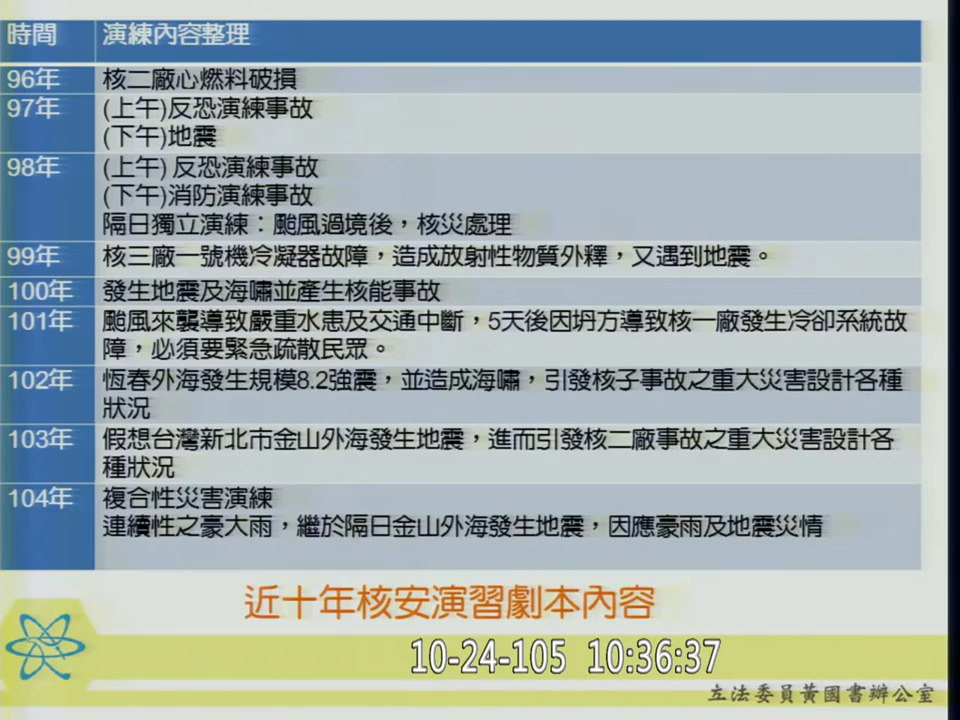 時間 演練內容整理
96年 核二廠心燃料破損
97年 (上午)反恐演練事故
(下午)地震
98年 (上午) 反恐演練事故
(下午)消防演練事故
隔日獨立演練：颱風過境後，核災處理
99年 核三廠一號機冷凝器故障，造成放射性物質外釋，又遇到地震。
100年 發生地震及海嘯並產生核能事故
101年 颱風來襲導致嚴重水患及交通中斷，5天後因坍方導致核一廠發生冷卻系統故
障，必須要緊急疏散民眾。
102年 恆春外海發生規模8.2強震，並造成海嘯，引發核子事故之重大災害設計各種
狀況
103年 假想台灣新北市金山外海發生地震，進而引發核二廠事故之重大災害設計各
種狀況
104年 複合性災害演練
連續性之豪大雨，繼於隔日金山外海發生地震，因應豪雨及地震災情
近十年核安演習劇本內容
10-24-105 10:36:37
立法委員黃國書辦公室